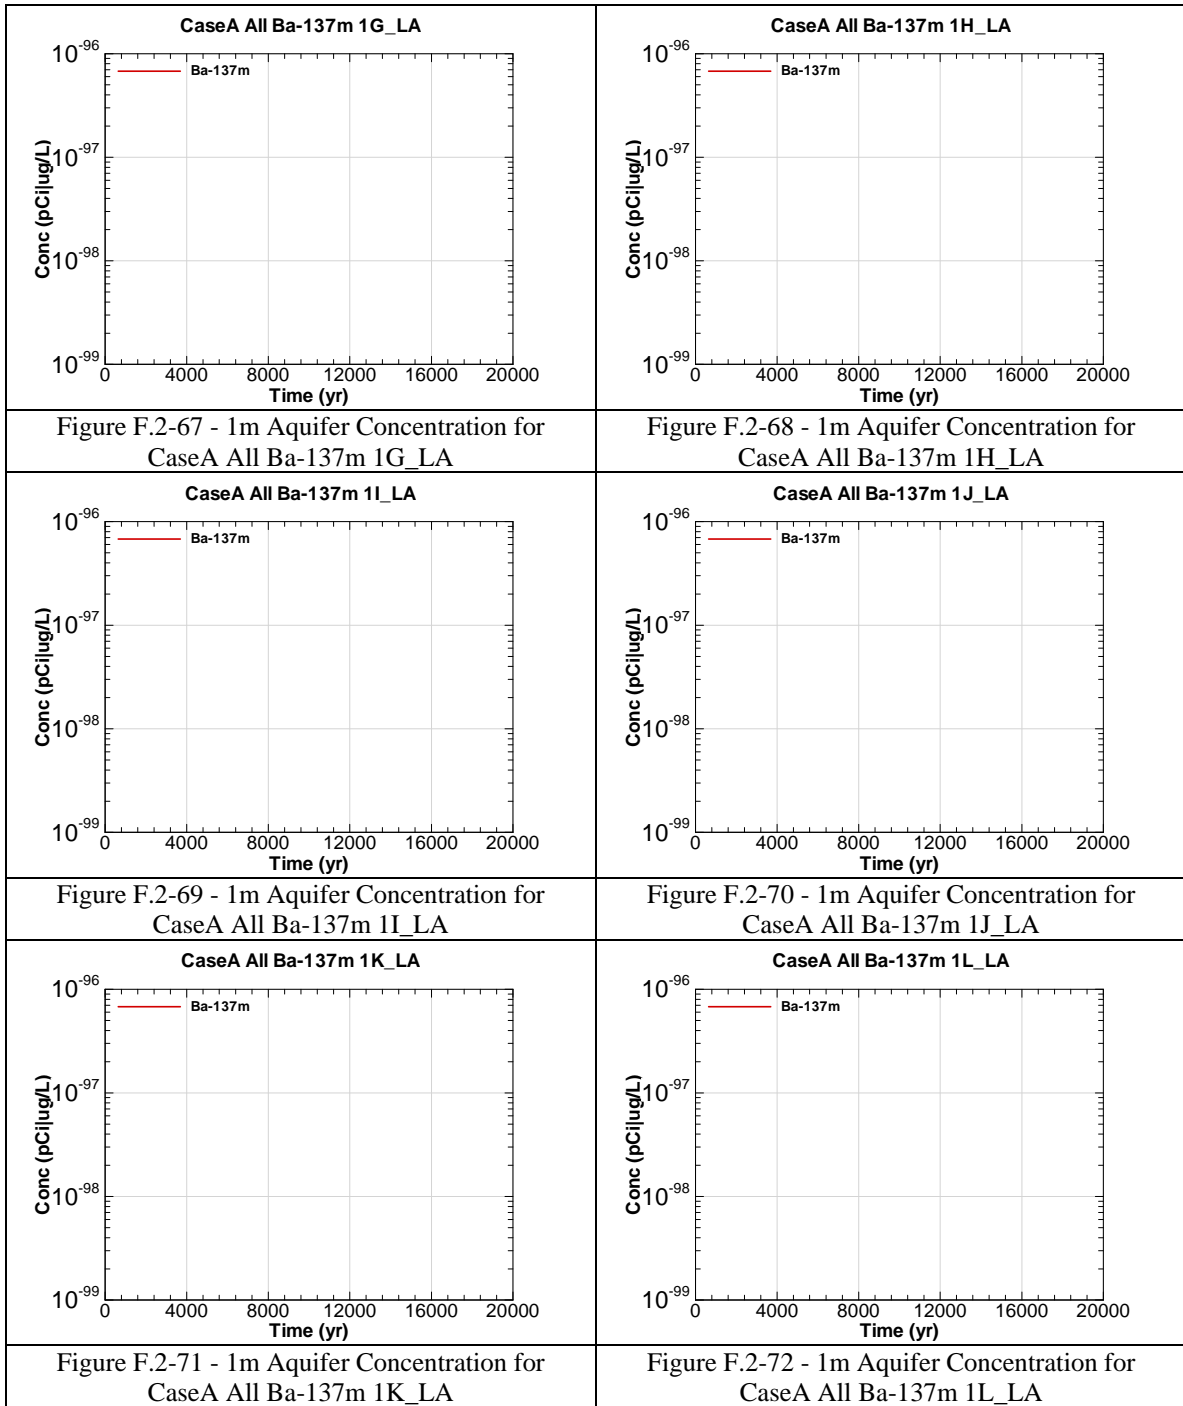 CaseA All Ba-137m 1G_LA
10-96
Ba-137m
10-97
Conc (pCi|ug/L)
10-98
10-99
0 4000 8000 12000 16000 20000
Time (yr)
Figure F.2-67 - 1m Aquifer Concentration for
CaseA All Ba-137m 1G_LA
CaseA All Ba-137m 1H_LA
10-96
Ba-137m
10-97
Conc (pCi|ug/L)
10-98
10-99
0 4000 8000 12000 16000 20000
Time (yr)
Figure F.2-68 - 1m Aquifer Concentration for
CaseA All Ba-137m 1H_LA
CaseA All Ba-137m 1I_LA
10-96
Ba-137m
10-97
Conc (pCi|ug/L)
10-98
10-99
0 4000 8000 12000 16000 20000
Time (yr)
Figure F.2-69 - 1m Aquifer Concentration for
CaseA All Ba-137m 1I_LA
CaseA All Ba-137m 1J_LA
10-96
Ba-137m
10-97
Conc (pCi|ug/L)
10-98
10-99
0 4000 8000 12000 16000 20000
Time (yr)
Figure F.2-70 - 1m Aquifer Concentration for
CaseA All Ba-137m 1J_LA
CaseA All Ba-137m 1K_LA
10-96
Ba-137m
10-97
Conc (pCi|ug/L)
10-98
10-99
0 4000 8000 12000 16000 20000
Time (yr)
Figure F.2-71 - 1m Aquifer Concentration for
CaseA All Ba-137m 1K_LA
CaseA All Ba-137m 1L_LA
10-96
Ba-137m
10-97
Conc (pCi|ug/L)
10-98
10-99
0 4000 8000 12000 16000 20000
Time (yr)
Figure F.2-72 - 1m Aquifer Concentration for
CaseA All Ba-137m 1L_LA